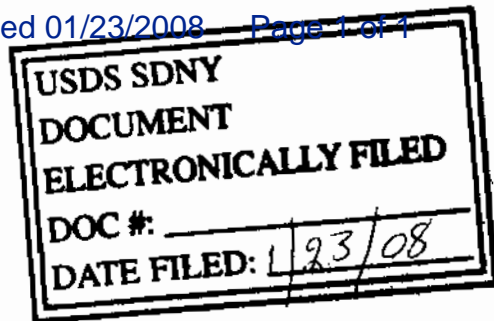 ed 01/23/2008 Page 1 of 1
USDS SDNY
DOCUMENT
ELECTRONICALLY FILED
DOC #:
DATE FILED: 1/23/08